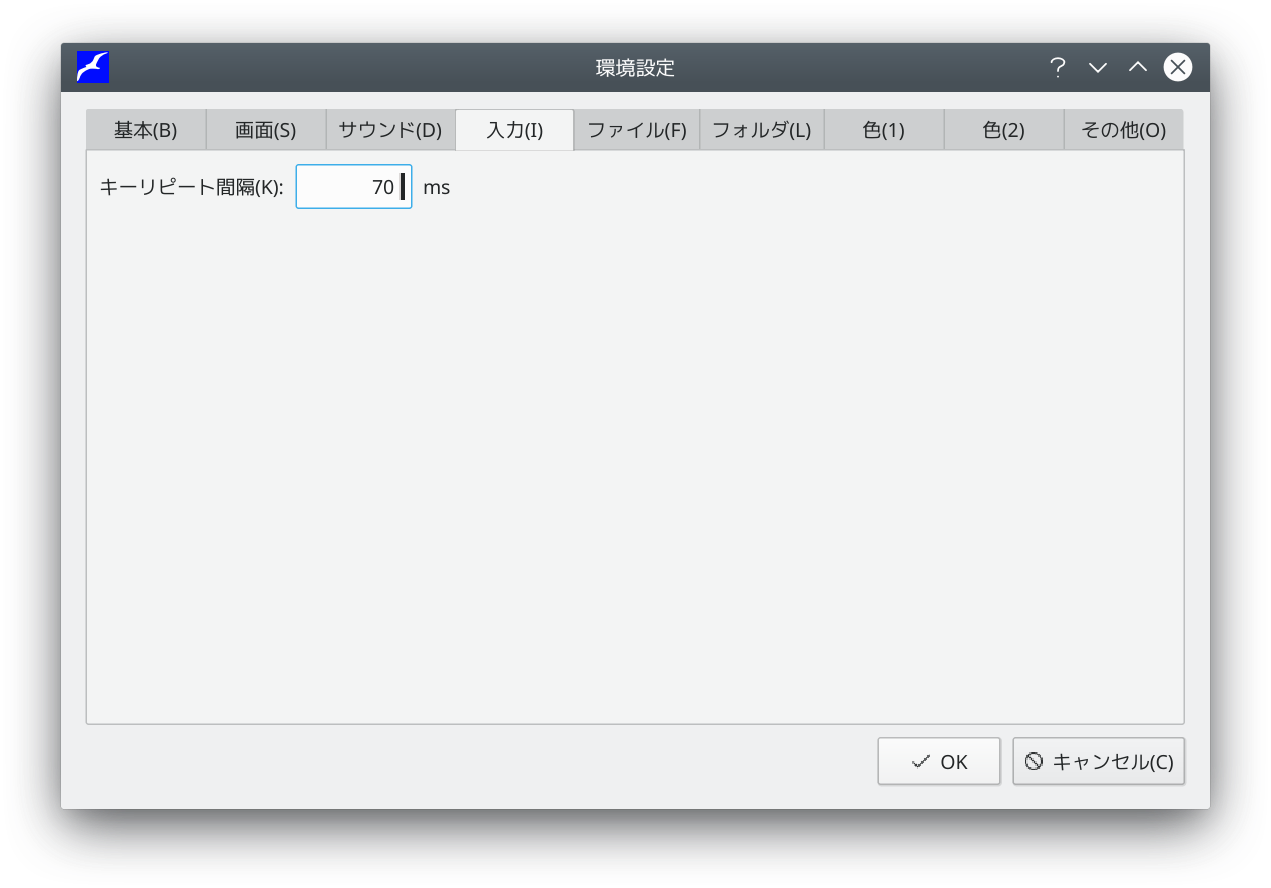 環境設定
基本(B) 画面(S) サウンド(D) 入力(I) ファイル(F) フォルダ(L) 色(1) 色(2) その他(O)
キーリピート間隔(K): 70 ms
OK キャンセル(C)